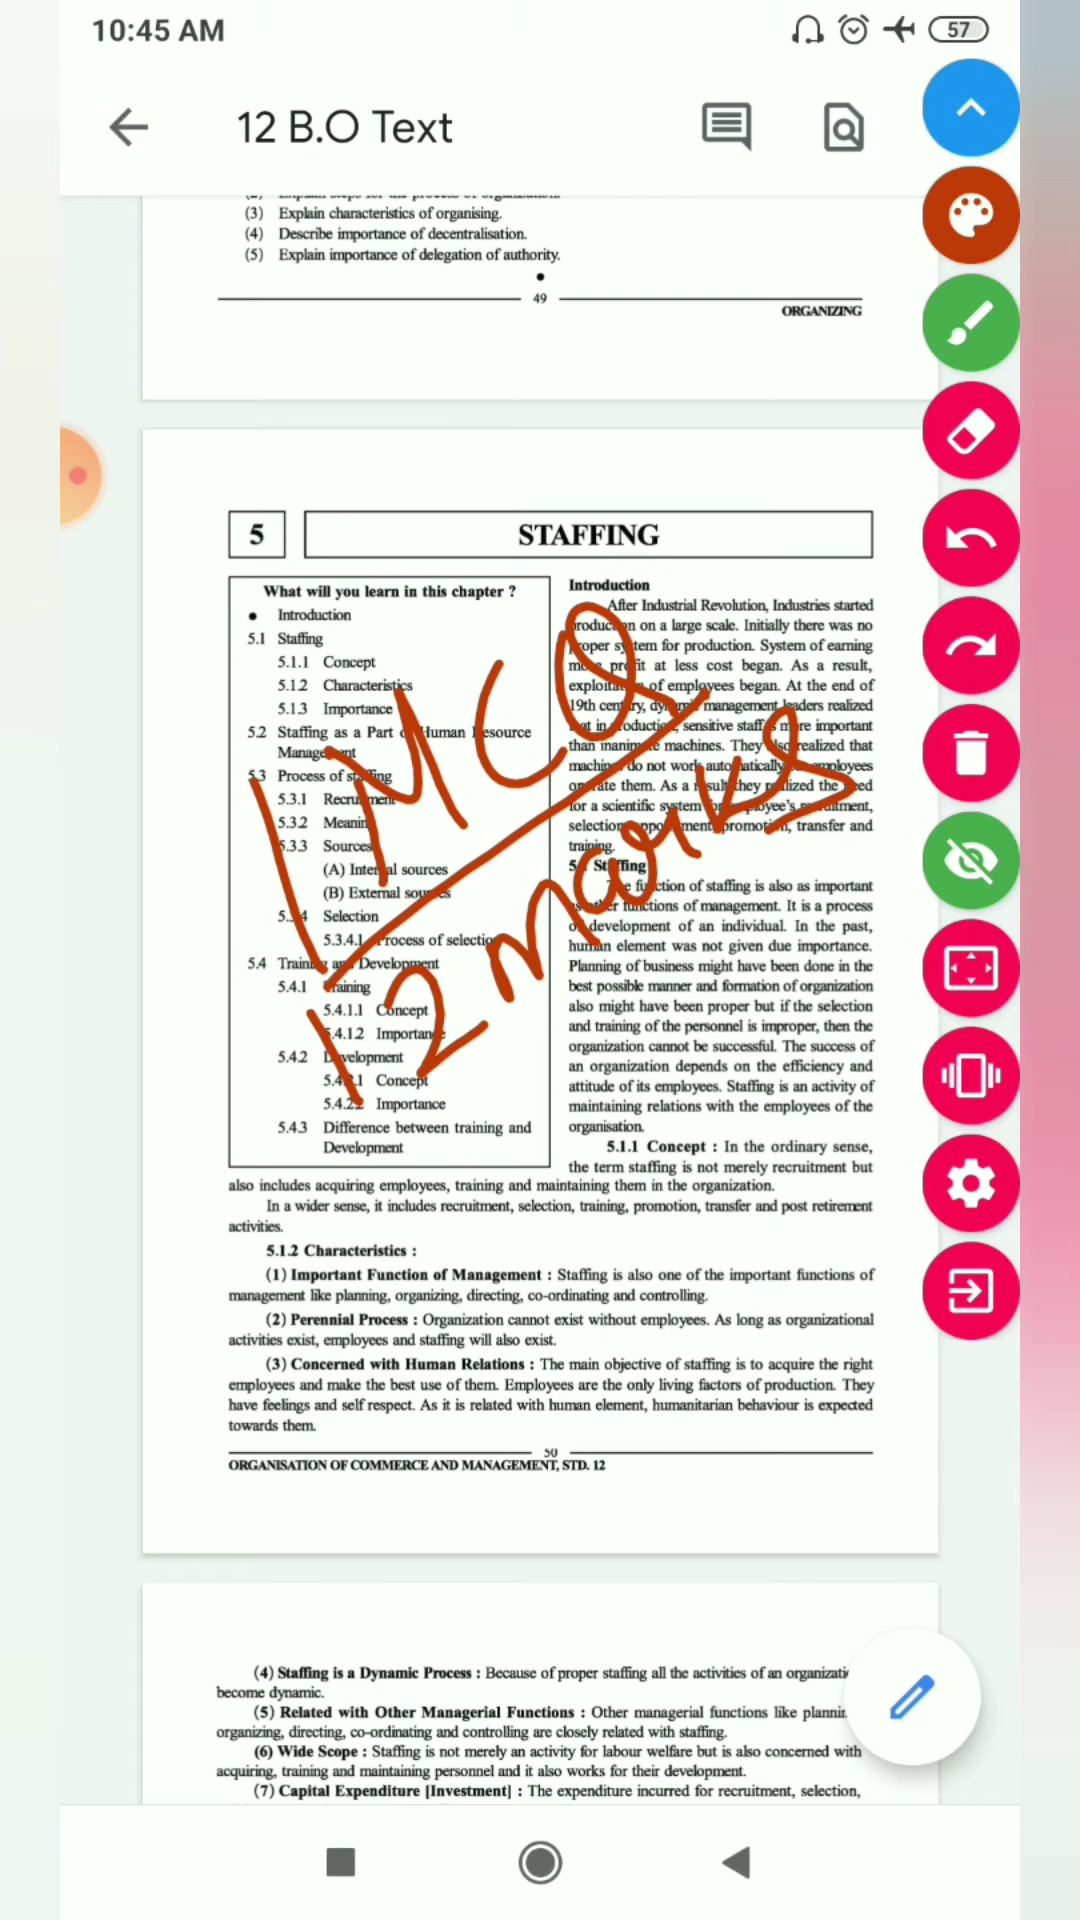 10:45 AM
57
12 B.O Text
(3) Explain characteristics of organising.
(4) Describe importance of decentralisation.
(5) Explain importance of delegation of authority.
49
ORGANIZING
5
STAFFING
What will you learn in this chapter ?
• Introduction
5.1 Staffing
5.1.1 Concept
5.1.2 Characteristics
5.1.3 Importance
5.2 Staffing as a Part of Human Resource
Management
5.3 Process of staffing
5.3.1 Recruitment
5.3.2 Meaning
5.3.3 Sources
(A) Internal sources
(B) External sources
5.3.4 Selection
5.3.4.1 Process of selection
5.4 Training and Development
5.4.1 Training
5.4.1.1 Concept
5.4.1.2 Importance
5.4.2 Development
5.4.2.1 Concept
5.4.2.2 Importance
5.4.3 Difference between training and
Development
Introduction
After Industrial Revolution, Industries started
production on a large scale. Initially there was no
proper system for production. System of earning
more profit at less cost began. As a result,
exploitation of employees began. At the end of
19th century, dynamic management leaders realized
that in production, sensitive staff is more important
than inanimate machines. They also realized that
machines do not work automatically but employees
operate them. As a result they realized the need
for a scientific system for employee's recruitment,
selection, appointment, promotion, transfer and
training.
5.1 Staffing
The function of staffing is also as important
as other functions of management. It is a process
of development of an individual. In the past,
human element was not given due importance.
Planning of business might have been done in the
best possible manner and formation of organization
also might have been proper but if the selection
and training of the personnel is improper, then the
organization cannot be successful. The success of
an organization depends on the efficiency and
attitude of its employees. Staffing is an activity of
maintaining relations with the employees of the
organisation.
5.1.1 Concept : In the ordinary sense,
the term staffing is not merely recruitment but
also includes acquiring employees, training and maintaining them in the organization.
In a wider sense, it includes recruitment, selection, training, promotion, transfer and post retirement
activities.
5.1.2 Characteristics :
(1) Important Function of Management : Staffing is also one of the important functions of
management like planning, organizing, directing, co-ordinating and controlling.
(2) Perennial Process : Organization cannot exist without employees. As long as organizational
activities exist, employees and staffing will also exist.
(3) Concerned with Human Relations : The main objective of staffing is to acquire the right
employees and make the best use of them. Employees are the only living factors of production. They
have feelings and self respect. As it is related with human element, humanitarian behaviour is expected
towards them.
50
ORGANISATION OF COMMERCE AND MANAGEMENT, STD. 12
1 MCQ
12 marks
(4) Staffing is a Dynamic Process : Because of proper staffing all the activities of an organizati
become dynamic.
(5) Related with Other Managerial Functions : Other managerial functions like plannin
organizing, directing, co-ordinating and controlling are closely related with staffing.
(6) Wide Scope : Staffing is not merely an activity for labour welfare but is also concerned with
acquiring, training and maintaining personnel and it also works for their development.
(7) Capital Expenditure [Investment] : The expenditure incurred for recruitment, selection,